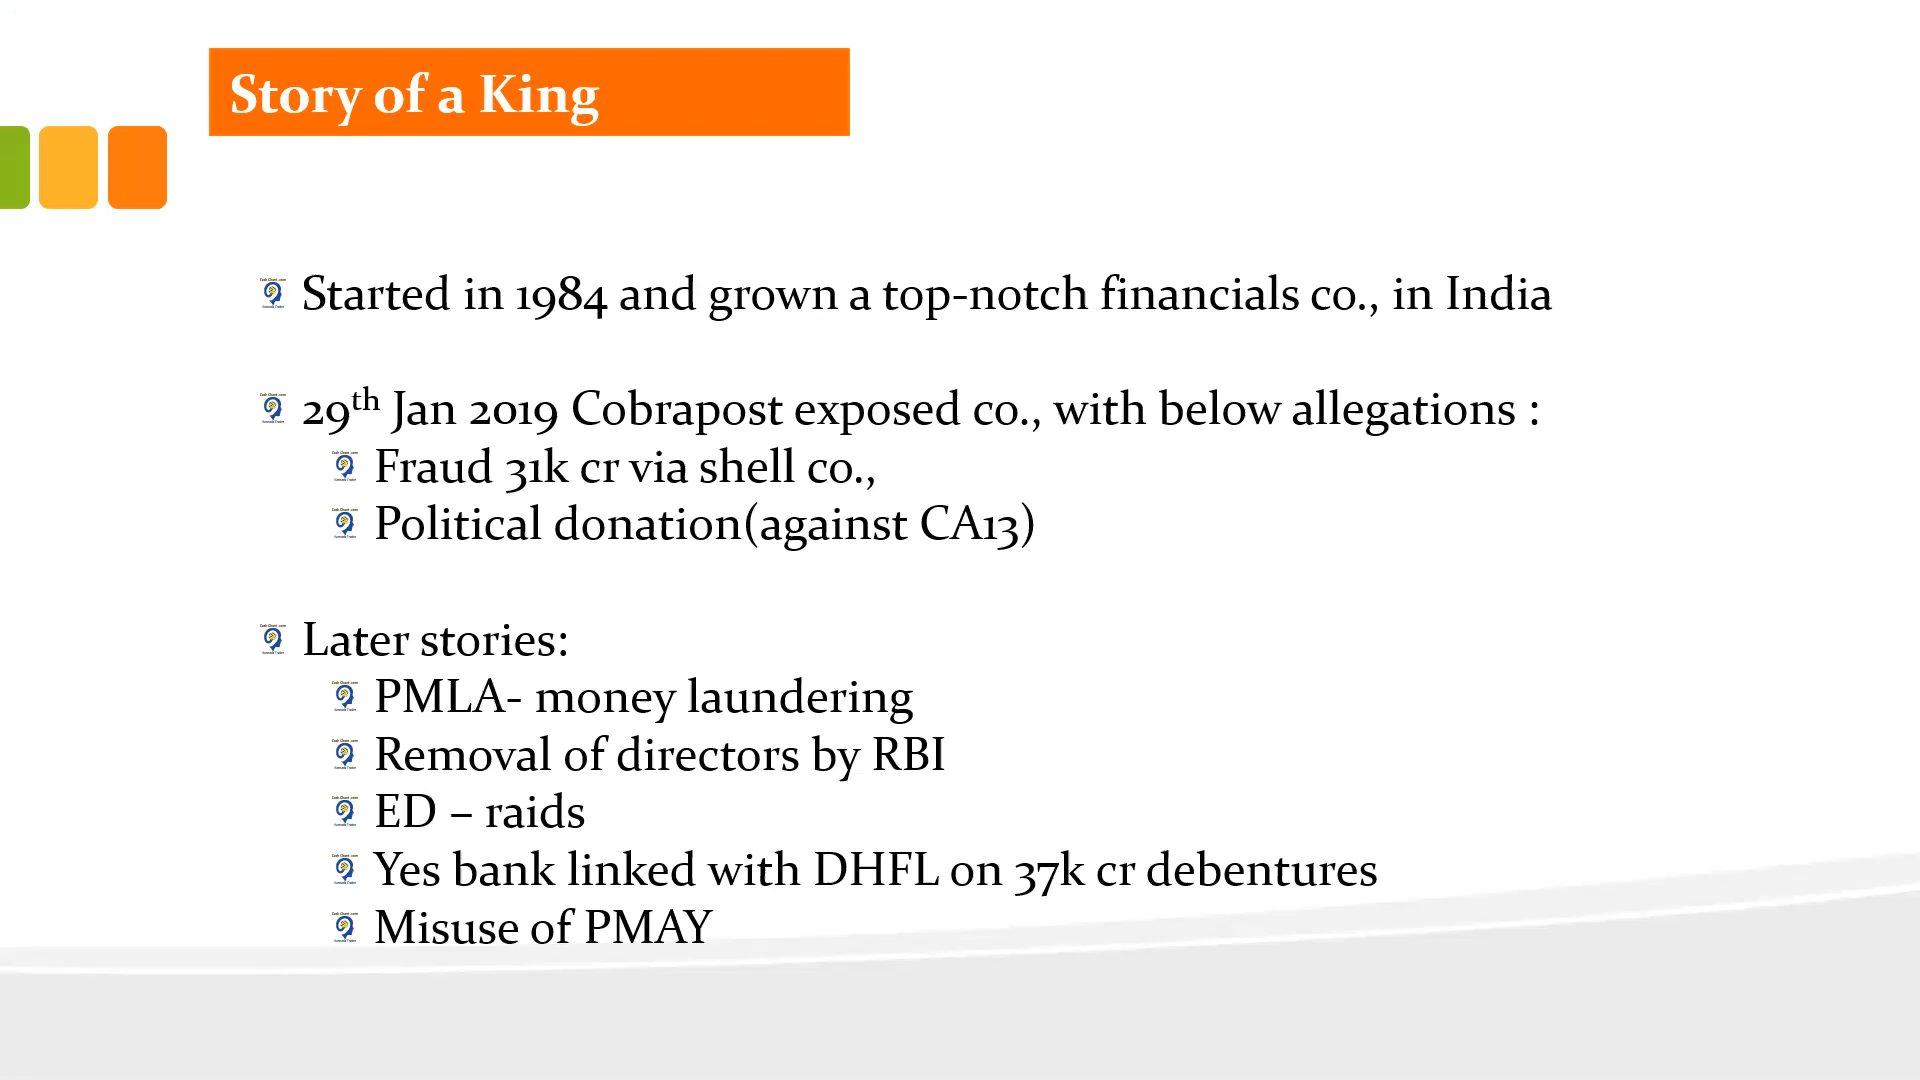 Story of a King
Started in 1984 and grown a top-notch financials co., in India
29th Jan 2019 Cobrapost exposed co., with below allegations :
Fraud 31k cr via shell co.,
Political donation(against CA13)
Later stories:
PMLA- money laundering
Removal of directors by RBI
ED – raids
Yes bank linked with DHFL on 37k cr debentures
Misuse of PMAY